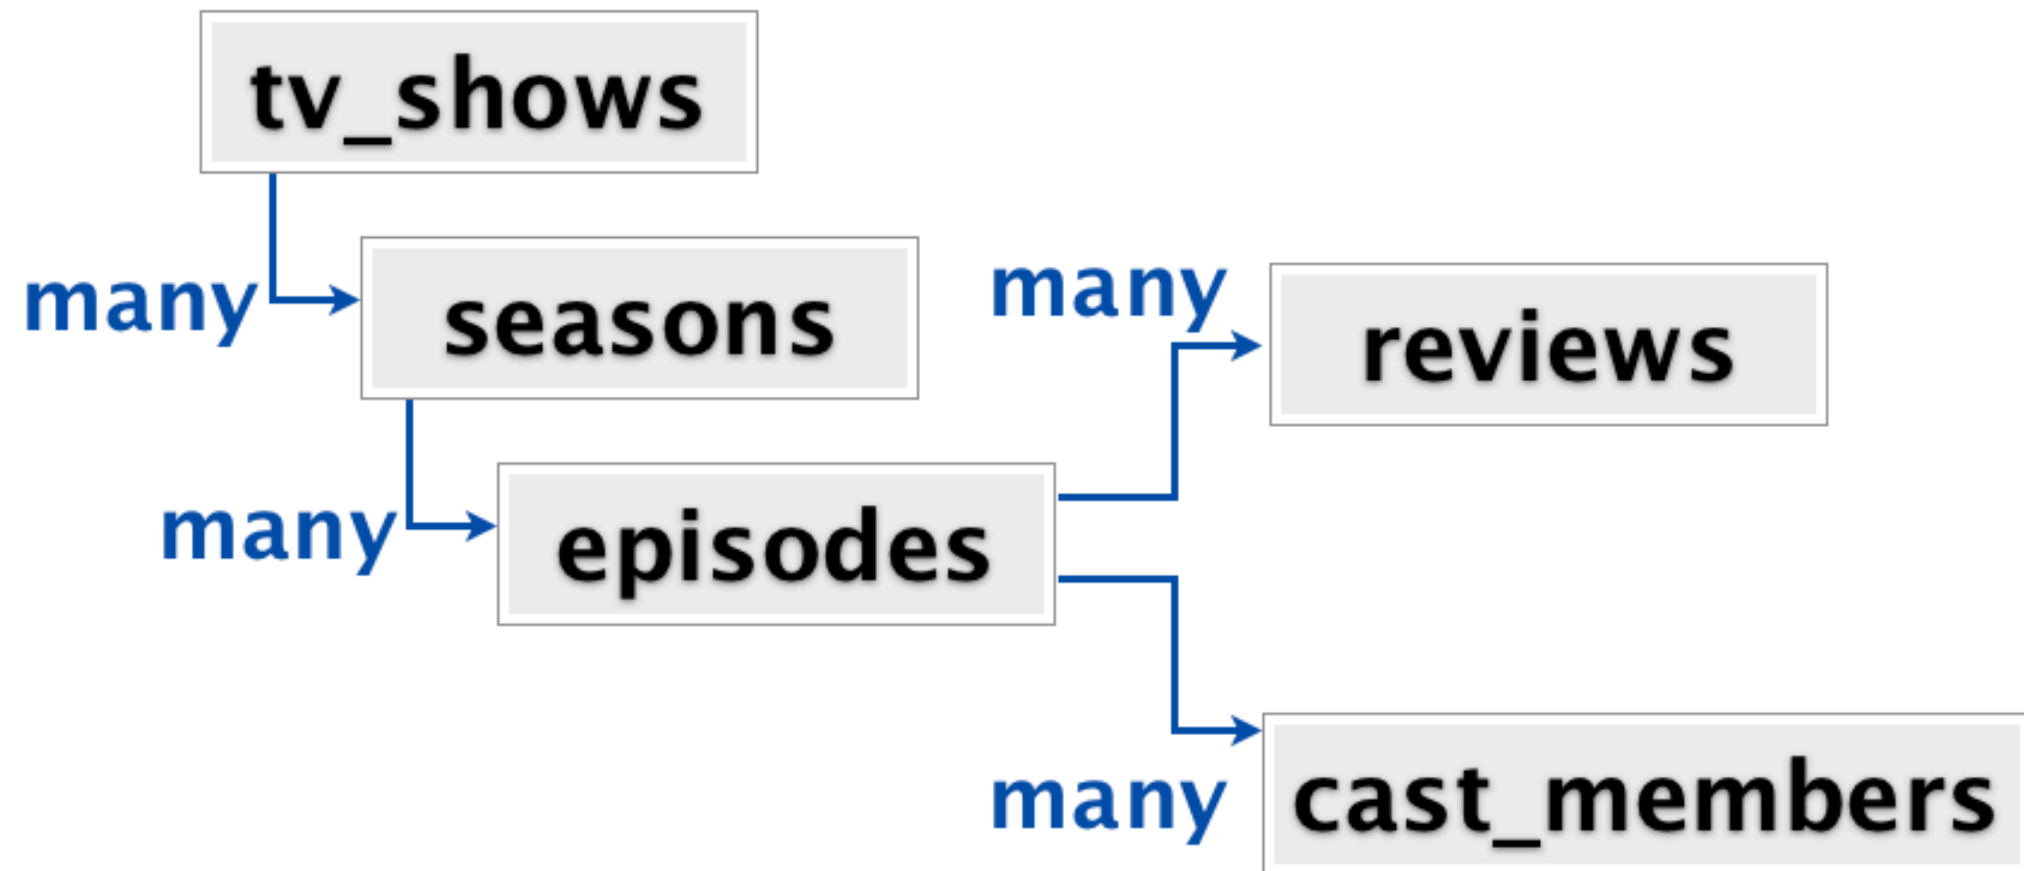 tv_shows
many
seasons
many
reviews
many
episodes
many
cast_members